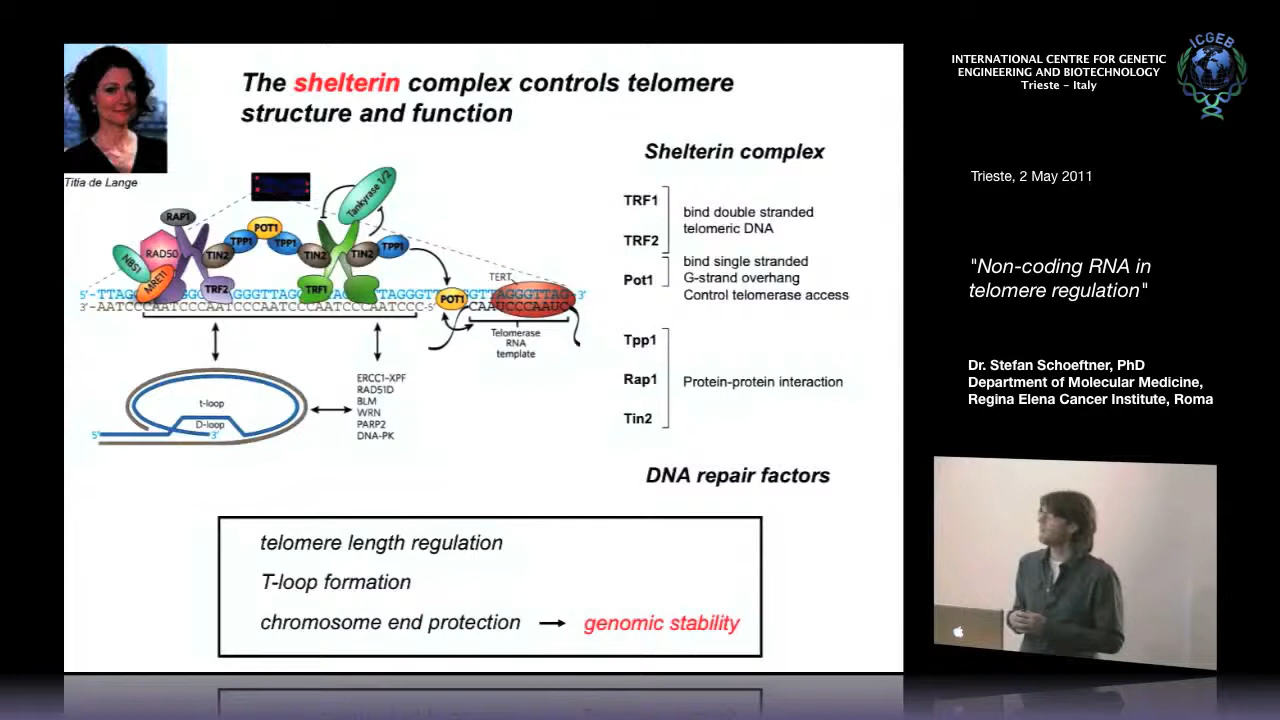 The shelterin complex controls telomere
structure and function
Titia de Lange
RAP1
NBS1
RAD50
MRE11
TIN2
TPP1
POT1
TPP1
TIN2
Tankyrase 1/2
TIN2
TPP1
TRF2
TRF1
POT1
TERT
5'
3'
3'
5'
Telomerase
RNA
template
t-loop
D-loop
5'
3'
ERCC1-XPF
RAD51D
BLM
WRN
PARP2
DNA-PK
Shelterin complex
TRF1
TRF2
bind double stranded
telomeric DNA
Pot1
bind single stranded
G-strand overhang
Control telomerase access
Tpp1
Rap1
Tin2
Protein-protein interaction
DNA repair factors
telomere length regulation
T-loop formation
chromosome end protection → genomic stability
ICGEB
INTERNATIONAL CENTRE FOR GENETIC
ENGINEERING AND BIOTECHNOLOGY
Trieste - Italy
Trieste, 2 May 2011
"Non-coding RNA in
telomere regulation"
Dr. Stefan Schoeftner, PhD
Department of Molecular Medicine,
Regina Elena Cancer Institute, Roma